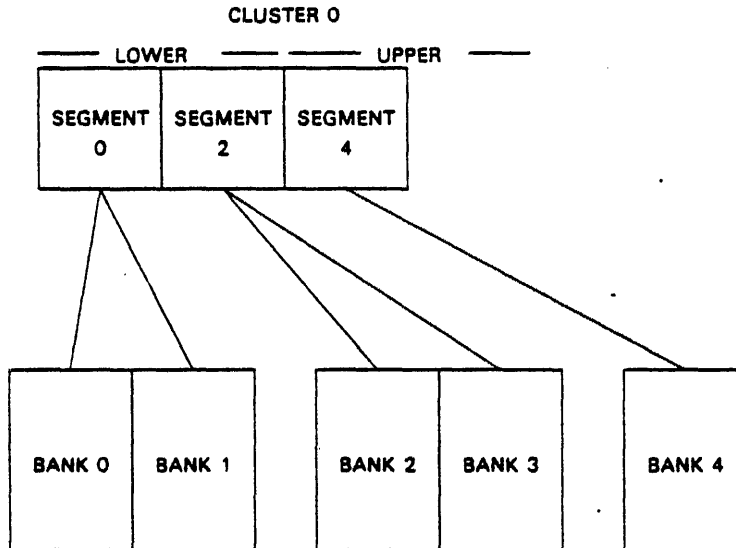 CLUSTER 0
LOWER UPPER
SEGMENT 0
SEGMENT 2
SEGMENT 4
BANK 0
BANK 1
BANK 2
BANK 3
BANK 4